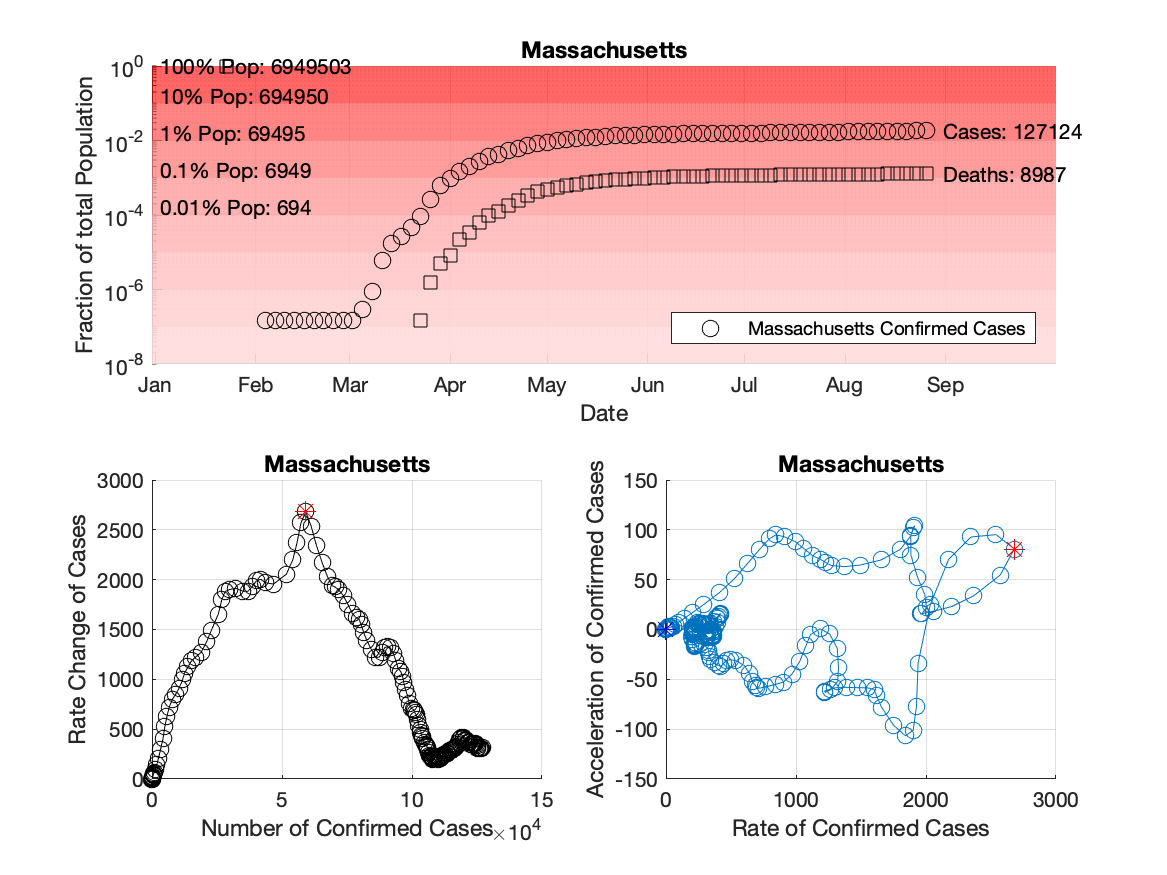 Massachusetts
Fraction of total Population
10^0
10^-2
10^-4
10^-6
10^-8
100% Pop: 6949503
10% Pop: 694950
1% Pop: 69495
0.1% Pop: 6949
0.01% Pop: 694
Cases: 127124
Deaths: 8987
Massachusetts Confirmed Cases
Jan Feb Mar Apr May Jun Jul Aug Sep
Date
Massachusetts
Rate Change of Cases
3000
2500
2000
1500
1000
500
0
0 5 10 15
Number of Confirmed Cases ×10^4
Massachusetts
Acceleration of Confirmed Cases
150
100
50
0
-50
-100
-150
0 1000 2000 3000
Rate of Confirmed Cases